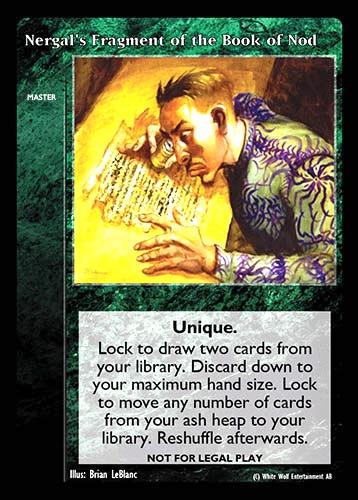 Nergal's Fragment of the Book of Nod
MASTER
Unique.
Lock to draw two cards from
your library. Discard down to
your maximum hand size. Lock
to move any number of cards
from your ash heap to your
library. Reshuffle afterwards.
NOT FOR LEGAL PLAY
Illus: Brian LeBlanc
(C) White Wolf Entertainment AB